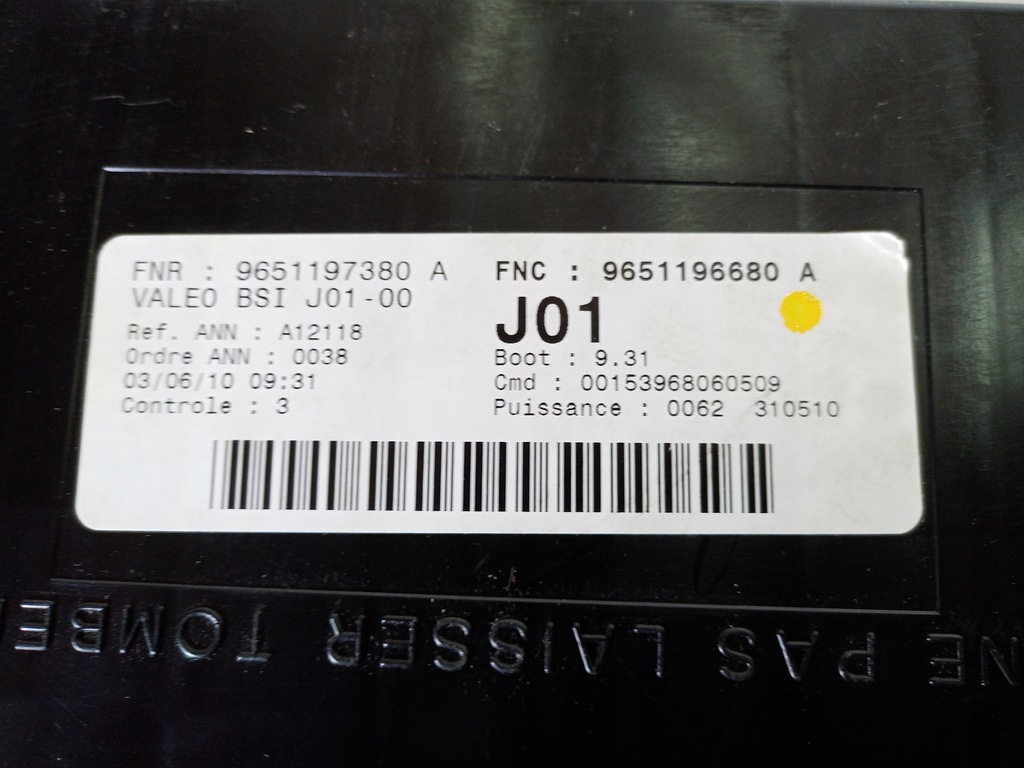 FNR : 9651197380 A
VALEO BSI J01-00
Ref. ANN : A12118
Ordre ANN : 0038
03/06/10 09:31
Controle : 3
FNC : 9651196680 A
J01
Boot : 9.31
Cmd : 00153968060509
Puissance : 0062 310510
NE PAS LAISSER TOMBE